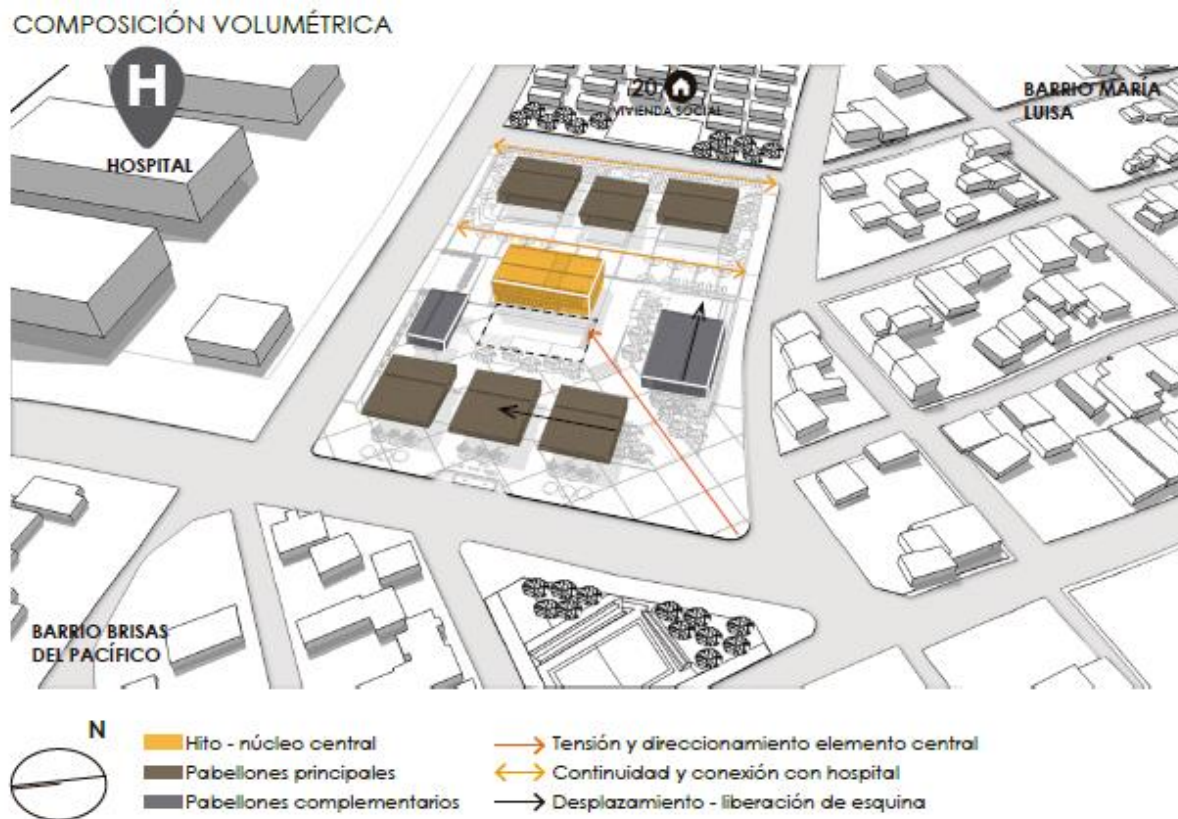 COMPOSICIÓN VOLUMÉTRICA
H
HOSPITAL
i20
VIVIENDA SOCIAL
BARRIO MARÍA
LUISA
BARRIO BRISAS
DEL PACÍFICO
N
Hito - núcleo central
Pabellones principales
Pabellones complementarios
Tensión y direccionamiento elemento central
Continuidad y conexión con hospital
Desplazamiento - liberación de esquina